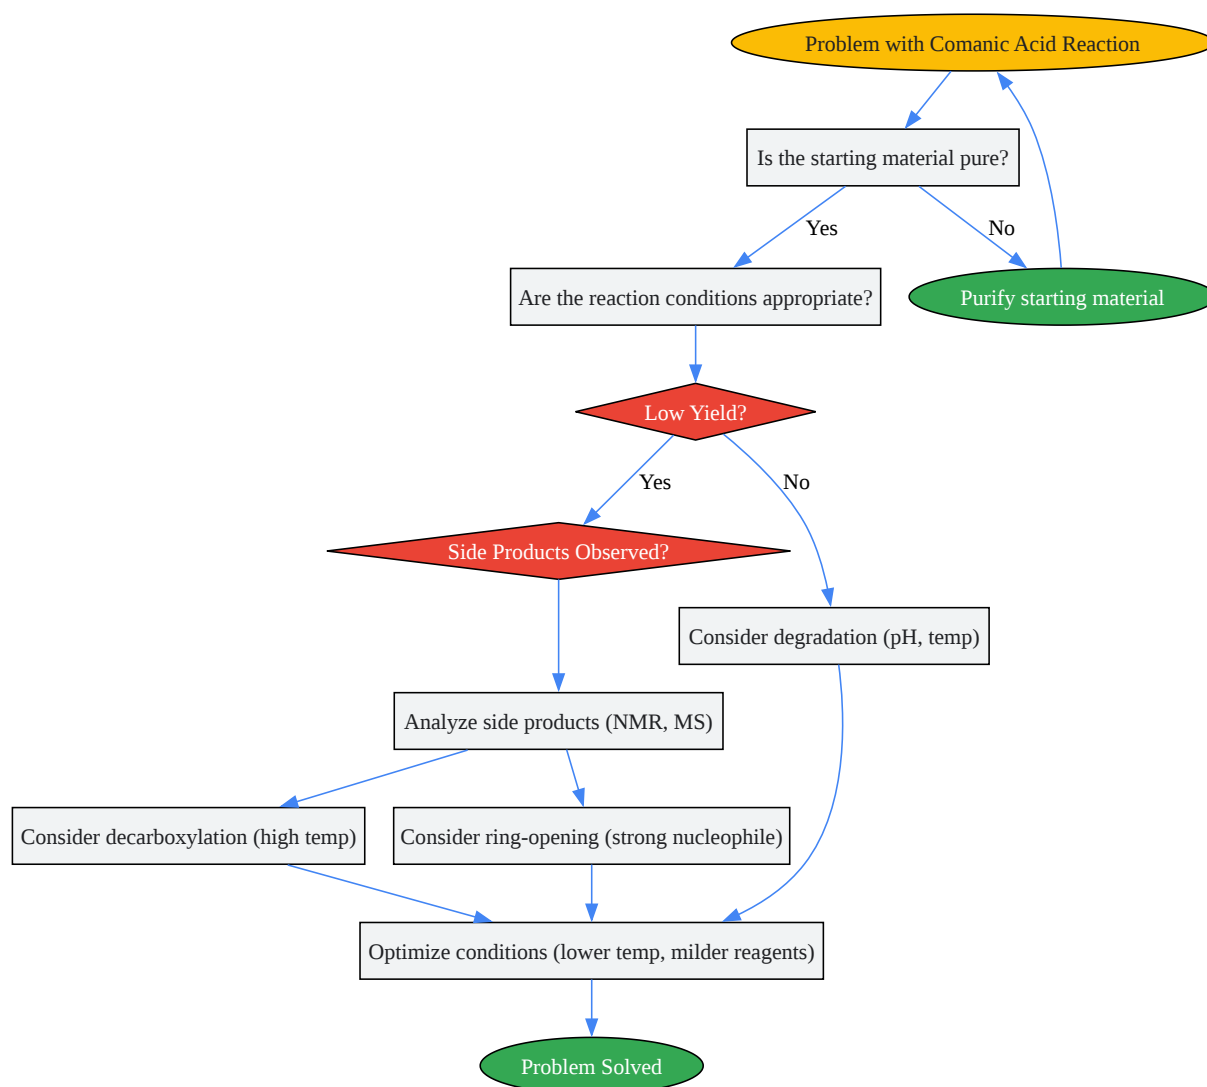 Problem with Comanic Acid Reaction
Is the starting material pure?
Yes
No
Are the reaction conditions appropriate?
Purify starting material
Low Yield?
Yes
No
Side Products Observed?
Consider degradation (pH, temp)
Analyze side products (NMR, MS)
Consider decarboxylation (high temp)
Consider ring-opening (strong nucleophile)
Optimize conditions (lower temp, milder reagents)
Problem Solved